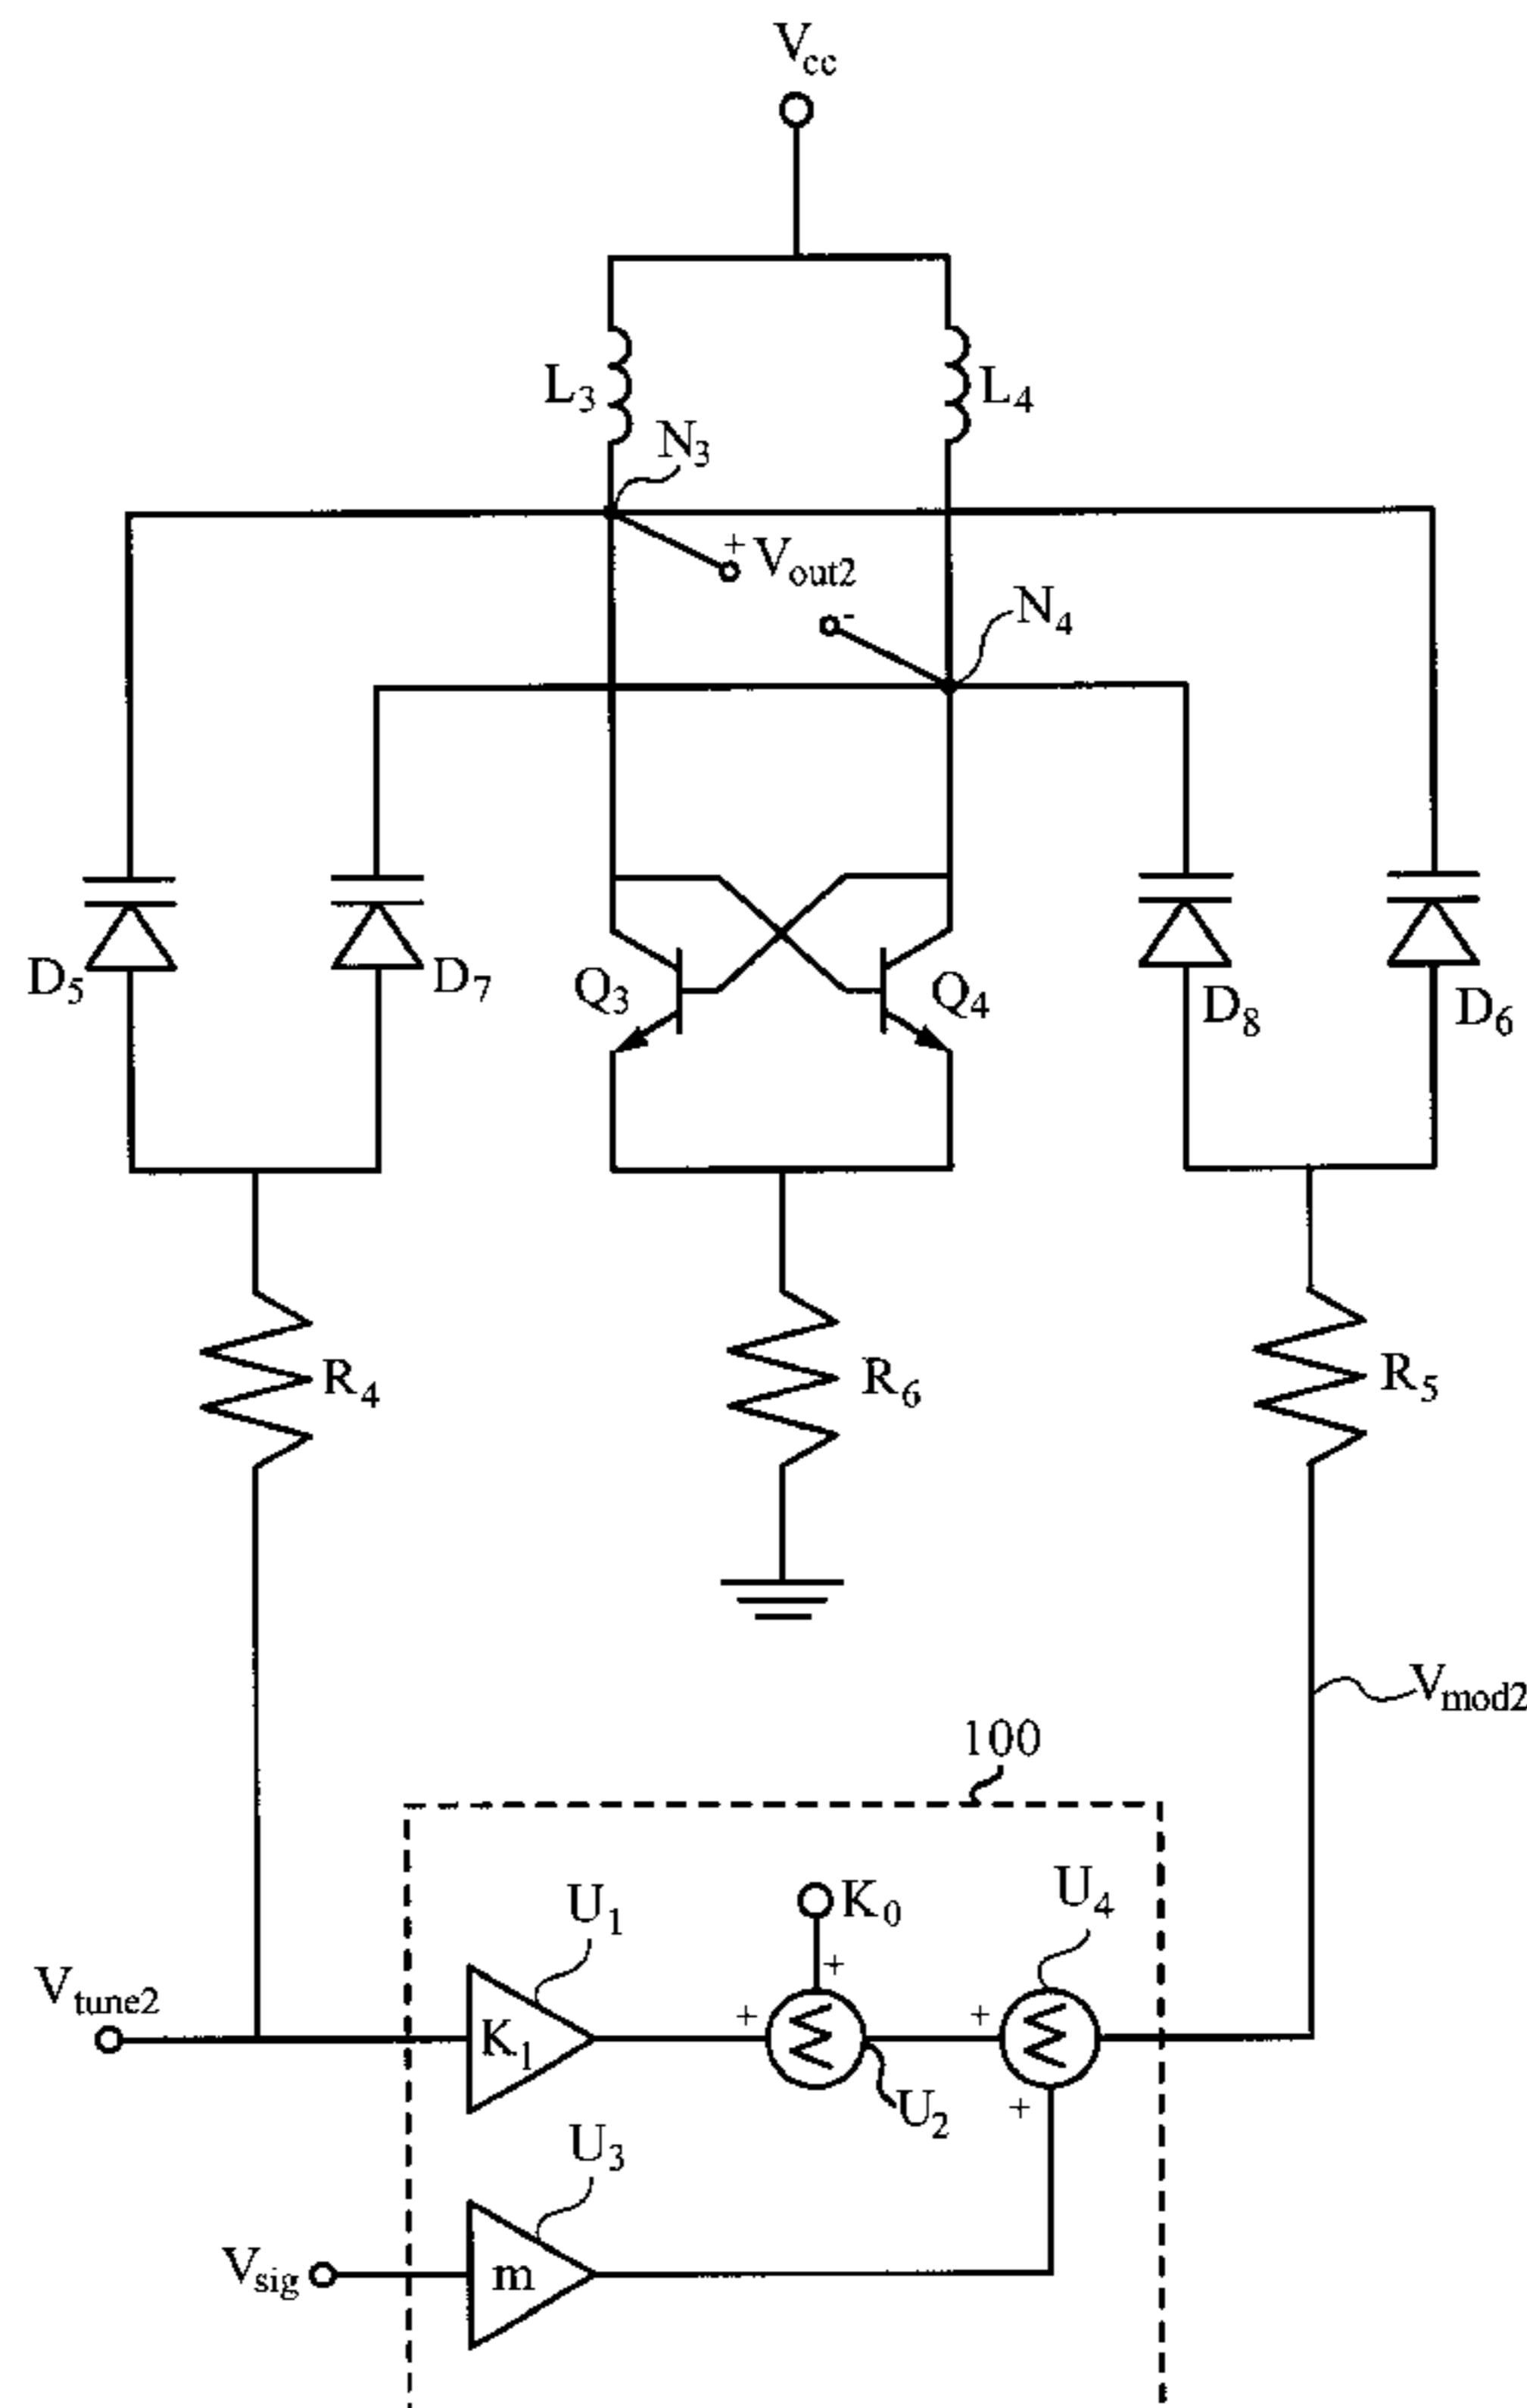 Vcc
L3
L4
N3
+
Vout2
-
N4
D5
D7
Q3
Q4
D8
D6
R4
R6
R5
Vmod2
100
U1
K0
U4
+
Vtune2
K1
+
+
U2
+
U3
Vsig
m